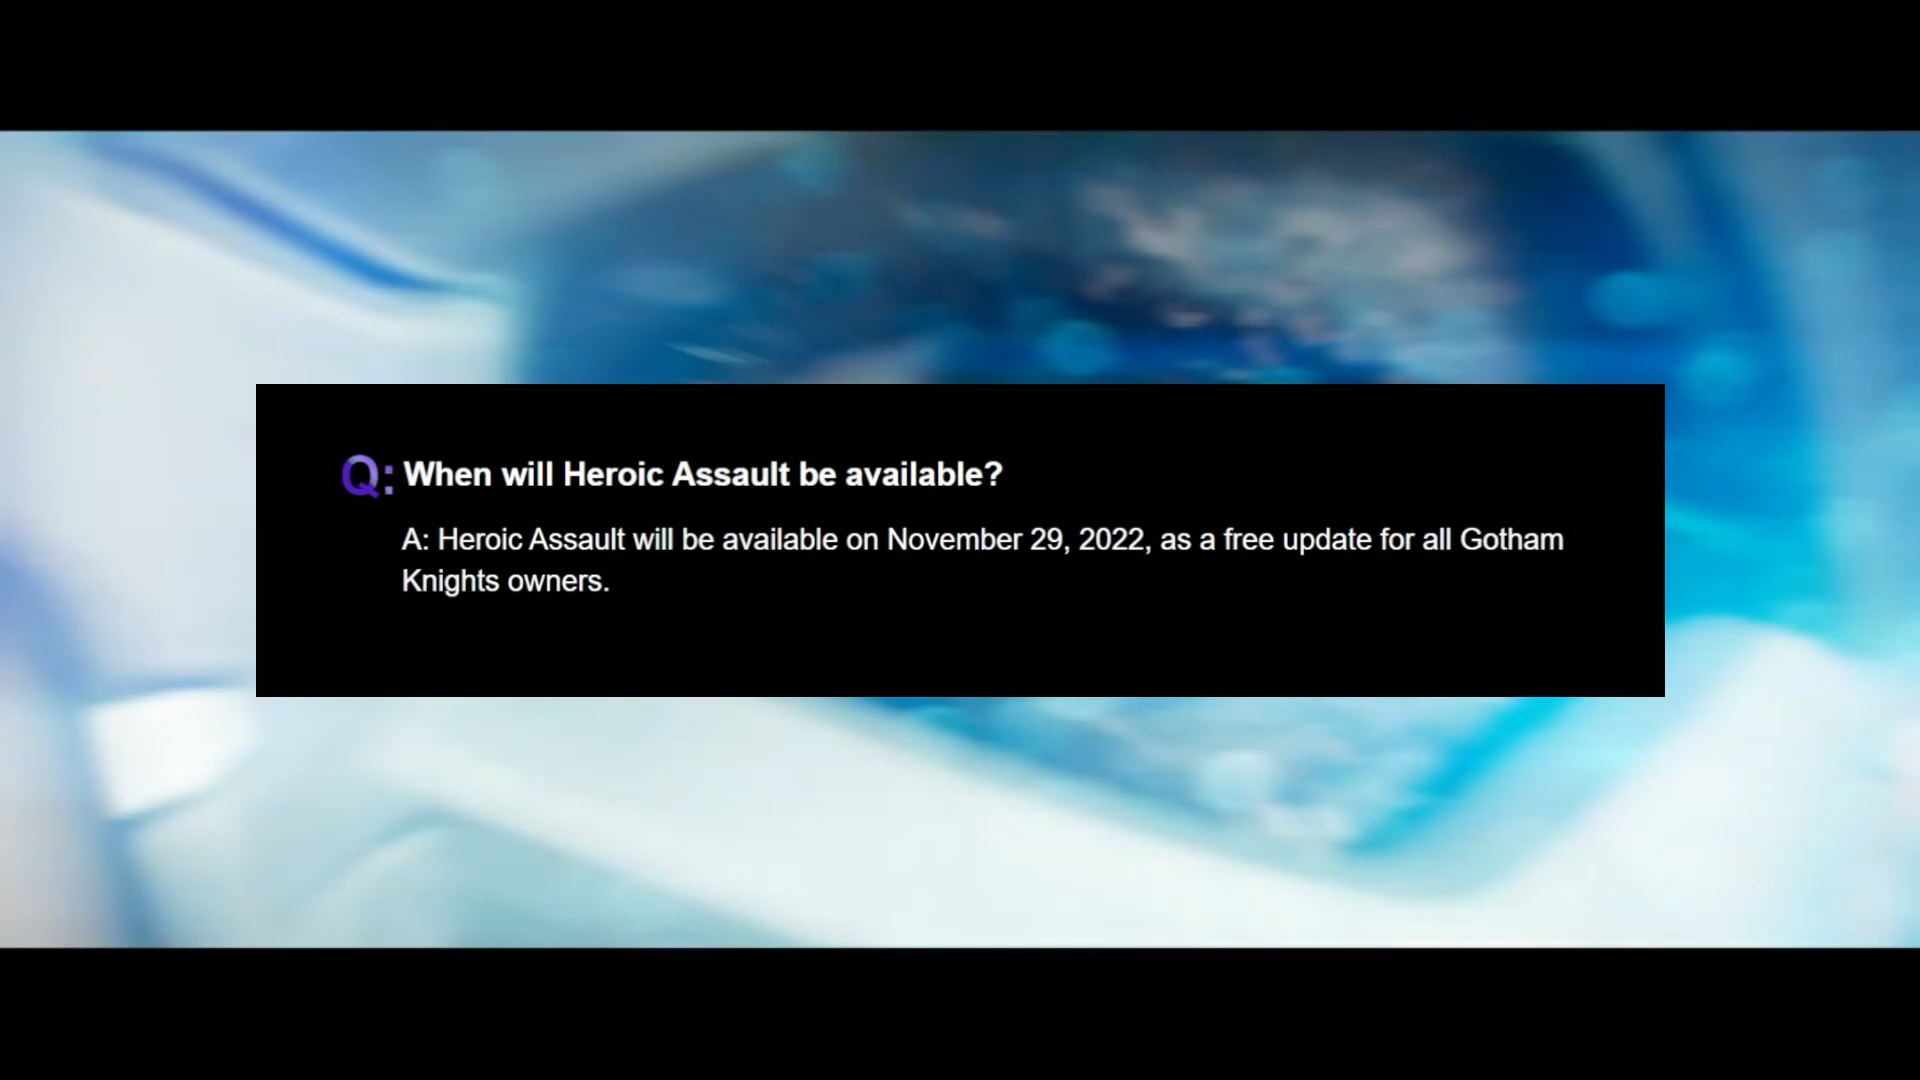 Q: When will Heroic Assault be available?
A: Heroic Assault will be available on November 29, 2022, as a free update for all Gotham
Knights owners.